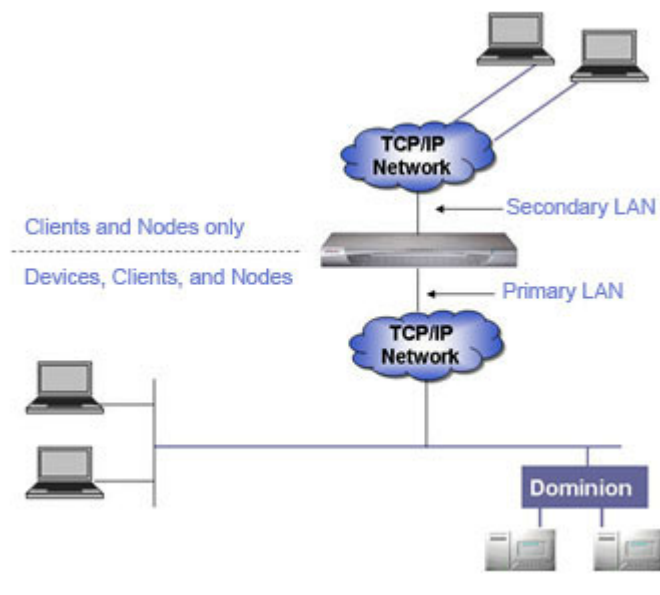 TCP/IP
Network
Secondary LAN
Clients and Nodes only
Devices, Clients, and Nodes
Primary LAN
TCP/IP
Network
Dominion